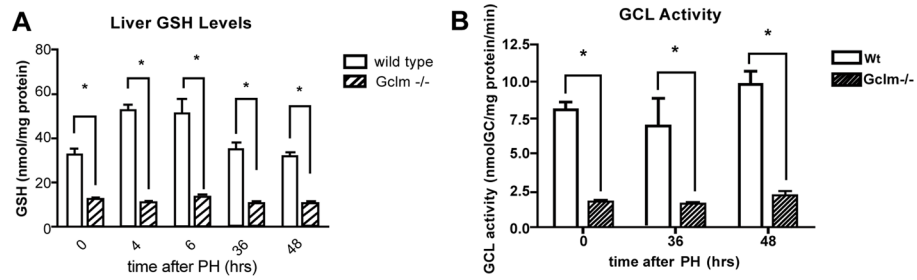 A
Liver GSH Levels
GSH (nmol/mg protein)
80
60
40
20
0
*
*
*
*
*
0
4
6
36
48
time after PH (hrs)
wild type
Gclm -/-
B
GCL Activity
GCL activity (nmolGC/mg protein/min)
12.5
10.0
7.5
5.0
2.5
0.0
*
*
*
0
36
48
time after PH (hrs)
Wt
Gclm-/-